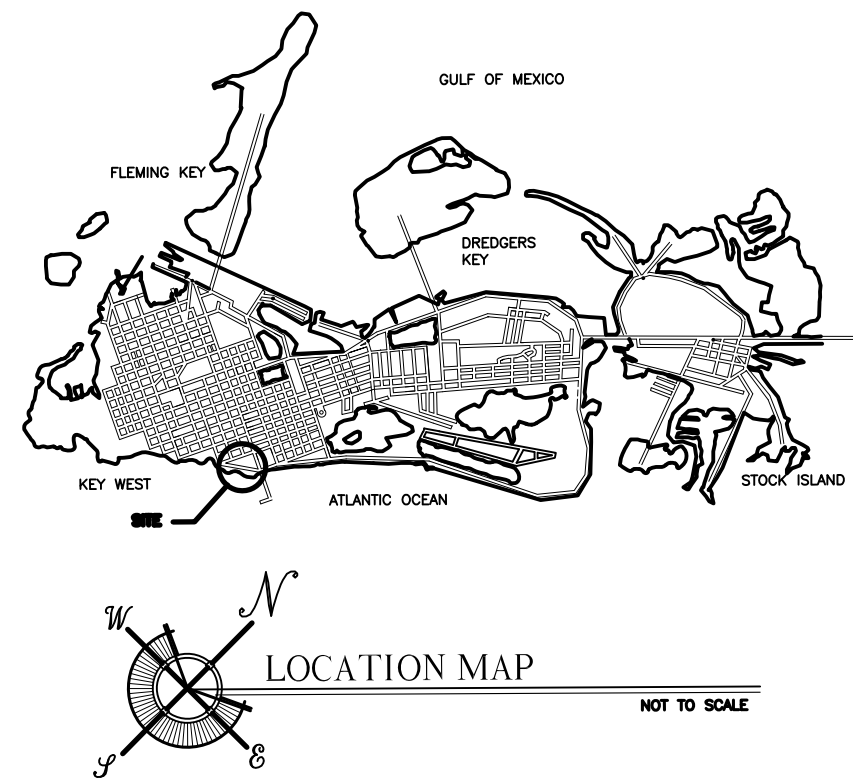 GULF OF MEXICO
FLEMING KEY
DREDGERS
KEY
KEY WEST
ATLANTIC OCEAN
STOCK ISLAND
SITE
N
W
LOCATION MAP
NOT TO SCALE
S
E